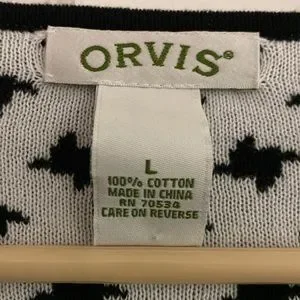 ORVIS®
L
100% COTTON
MADE IN CHINA
RN 70534
CARE ON REVERSE